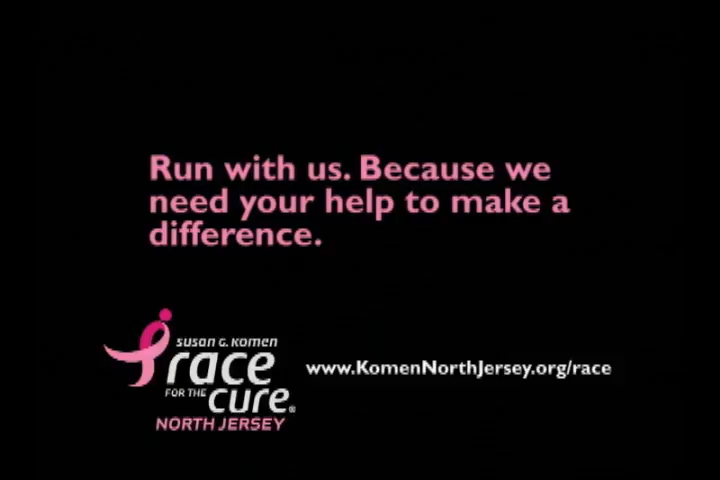 Run with us. Because we
need your help to make a
difference.
SUSAN G. KOMEN
race
FOR THE
cure®
NORTH JERSEY
www.KomenNorthJersey.org/race